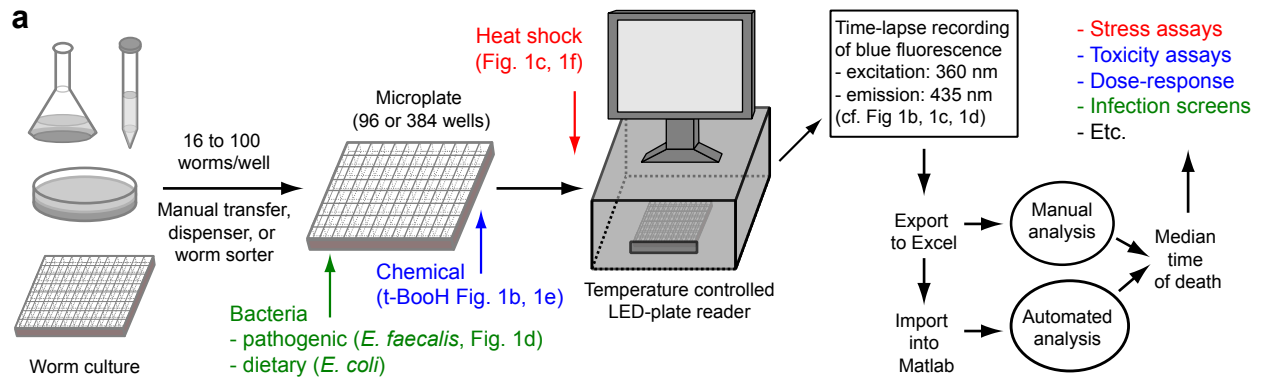 a
Worm culture
16 to 100
worms/well
Manual transfer,
dispenser, or
worm sorter
Microplate
(96 or 384 wells)
Bacteria
- pathogenic (E. faecalis, Fig. 1d)
- dietary (E. coli)
Chemical
(t-BooH Fig. 1b, 1e)
Heat shock
(Fig. 1c, 1f)
Temperature controlled
LED-plate reader
Time-lapse recording
of blue fluorescence
- excitation: 360 nm
- emission: 435 nm
(cf. Fig 1b, 1c, 1d)
Export
to Excel
Import
into
Matlab
Manual
analysis
Automated
analysis
Median
time
of death
- Stress assays
- Toxicity assays
- Dose-response
- Infection screens
- Etc.